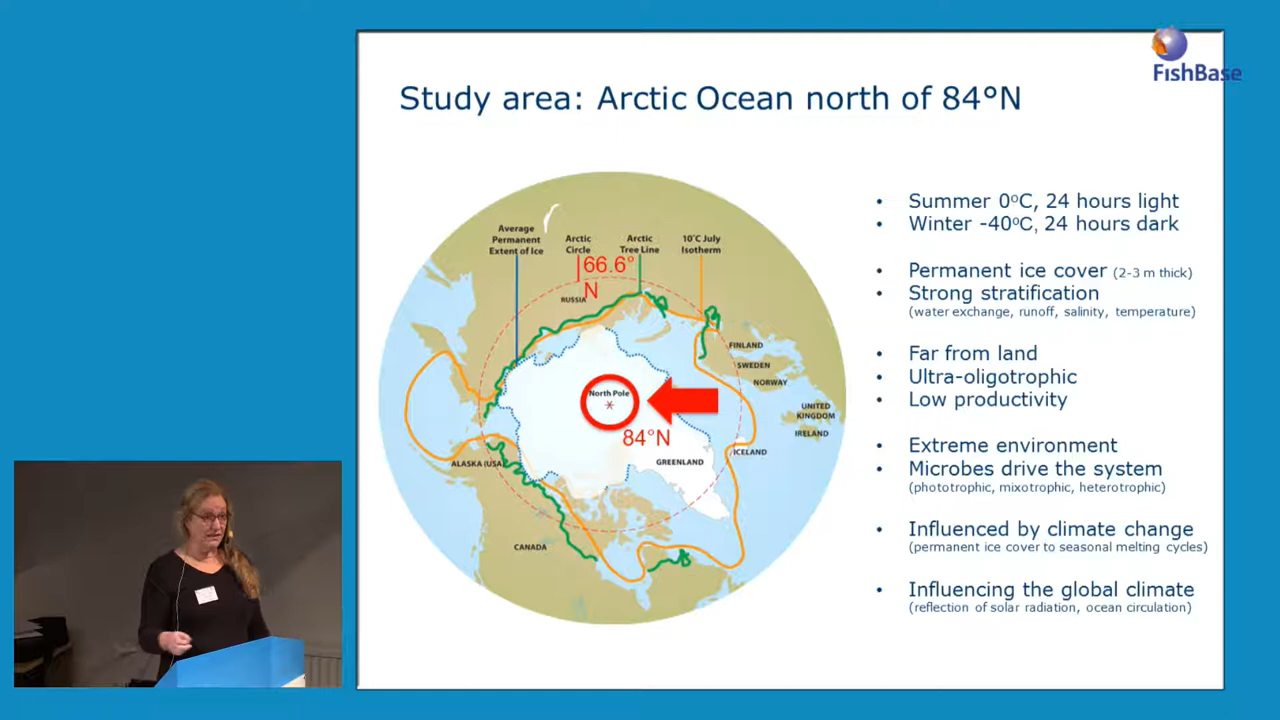 FishBase
Study area: Arctic Ocean north of 84°N
Average
Permanent
Extent of Ice
Arctic
Circle
Arctic
Tree Line
10°C July
Isotherm
66.6°
N
RUSSIA
FINLAND
SWEDEN
NORWAY
UNITED
KINGDOM
IRELAND
North Pole
84°N
ICELAND
GREENLAND
ALASKA (USA)
CANADA
• Summer 0°C, 24 hours light
• Winter -40°C, 24 hours dark
• Permanent ice cover (2-3 m thick)
• Strong stratification
(water exchange, runoff, salinity, temperature)
• Far from land
• Ultra-oligotrophic
• Low productivity
• Extreme environment
• Microbes drive the system
(phototrophic, mixotrophic, heterotrophic)
• Influenced by climate change
(permanent ice cover to seasonal melting cycles)
• Influencing the global climate
(reflection of solar radiation, ocean circulation)